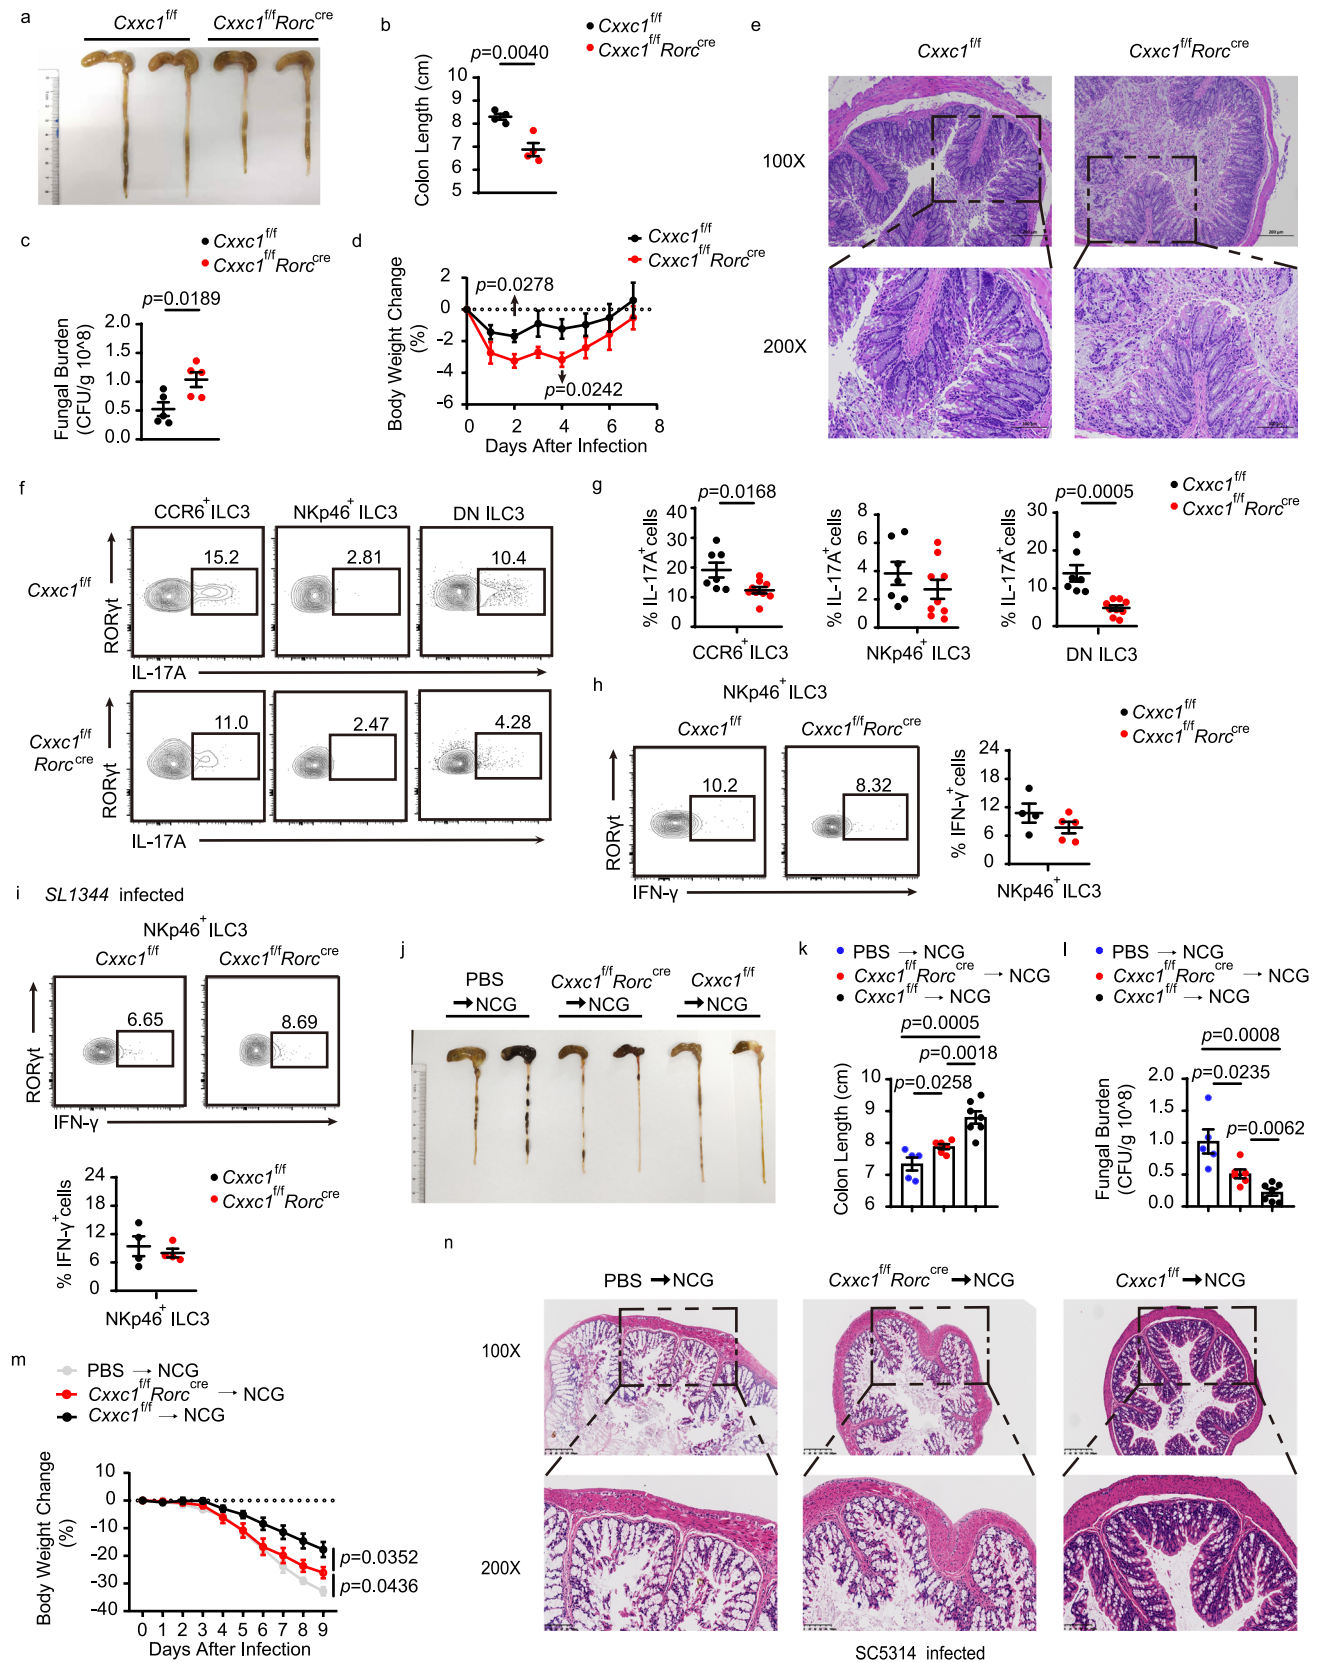 a
Cxxc1f/f
Cxxc1f/fRorccre
b
Cxxc1f/f
Cxxc1f/fRorccre
p=0.0040
Colon Length (cm)
10
9
8
7
6
5
c
Cxxc1f/f
Cxxc1f/fRorccre
p=0.0189
Fungal Burden
(CFU/g 10^8)
2.0
1.5
1.0
0.5
0.0
d
Cxxc1f/f
Cxxc1f/fRorccre
p=0.0278
p=0.0242
Body Weight Change
(%)
2
0
-2
-4
-6
0 2 4 6 8
Days After Infection
e
Cxxc1f/f
Cxxc1f/fRorccre
100X
200X
f
CCR6+ILC3
NKp46+ILC3
DN ILC3
Cxxc1f/f
RORγt
15.2
2.81
10.4
IL-17A
Cxxc1f/f
Rorccre
RORγt
11.0
2.47
4.28
IL-17A
g
p=0.0168
p=0.0005
Cxxc1f/f
Cxxc1f/fRorccre
% IL-17A+cells
40
30
20
10
0
CCR6+ILC3
% IL-17A+cells
8
6
4
2
0
NKp46+ILC3
% IL-17A+cells
30
20
10
0
DN ILC3
h
NKp46+ILC3
Cxxc1f/f
Cxxc1f/fRorccre
RORγt
10.2
8.32
IFN-γ
Cxxc1f/f
Cxxc1f/fRorccre
% IFN-γ+cells
24
18
12
6
0
NKp46+ILC3
i
SL1344 infected
NKp46+ILC3
Cxxc1f/f
Cxxc1f/fRorccre
RORγt
6.65
8.69
IFN-γ
Cxxc1f/f
Cxxc1f/fRorccre
% IFN-γ+cells
24
18
12
6
0
NKp46+ILC3
j
PBS
→NCG
Cxxc1f/fRorccre
→NCG
Cxxc1f/f
→NCG
k
PBS → NCG
Cxxc1f/fRorccre → NCG
Cxxc1f/f → NCG
p=0.0005
p=0.0018
p=0.0258
Colon Length (cm)
10
9
8
7
6
l
PBS → NCG
Cxxc1f/fRorccre → NCG
Cxxc1f/f → NCG
p=0.0008
p=0.0235
p=0.0062
Fungal Burden
(CFU/g 10^8)
2.0
1.5
1.0
0.5
0.0
m
PBS → NCG
Cxxc1f/fRorccre → NCG
Cxxc1f/f → NCG
Body Weight Change
(%)
10
0
-10
-20
-30
-40
p=0.0352
p=0.0436
0 1 2 3 4 5 6 7 8 9
Days After Infection
n
PBS →NCG
Cxxc1f/fRorccre →NCG
Cxxc1f/f →NCG
100X
200X
SC5314 infected